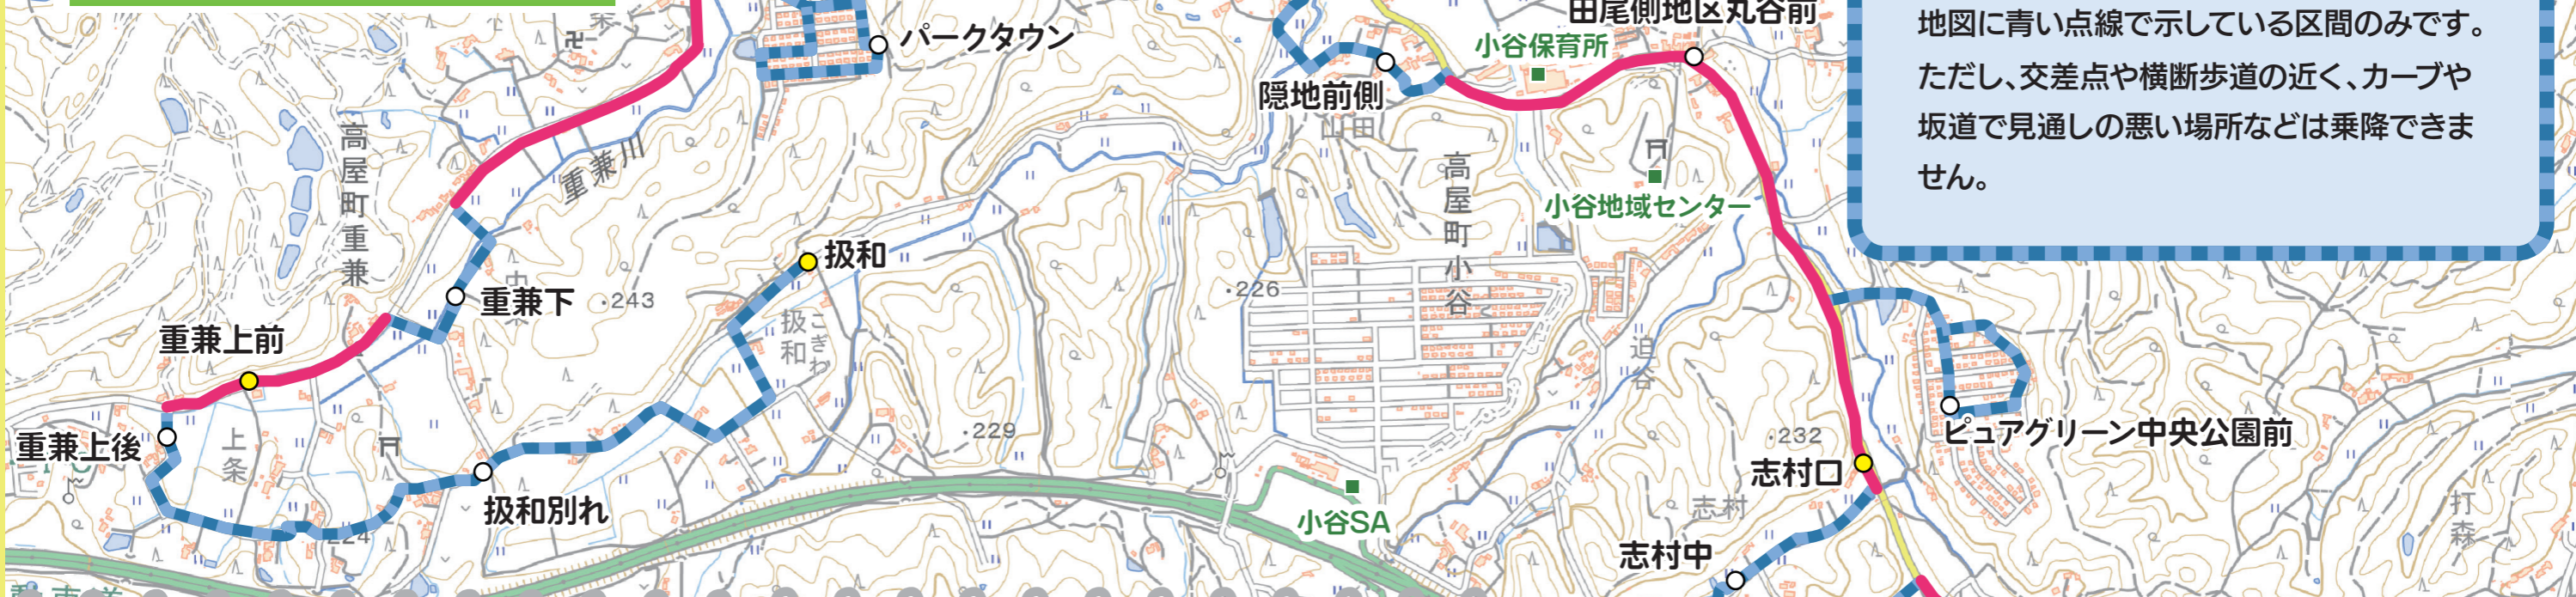 田尾側地区丸谷前
地図に青い点線で示している区間のみです。
ただし、交差点や横断歩道の近く、カーブや
坂道で見通しの悪い場所などは乗降できま
せん。
パークタウン
小谷保育所
隠地前側
山田
高屋町重兼
重兼川
高屋町小谷
小谷地域センター
扱和
扱和
こぎわ
重兼下
243
226
重兼上前
迫谷
重兼上後
上条
229
232
ピュアグリーン中央公園前
志村口
扱和別れ
小谷SA
志村
打森
224
志村中